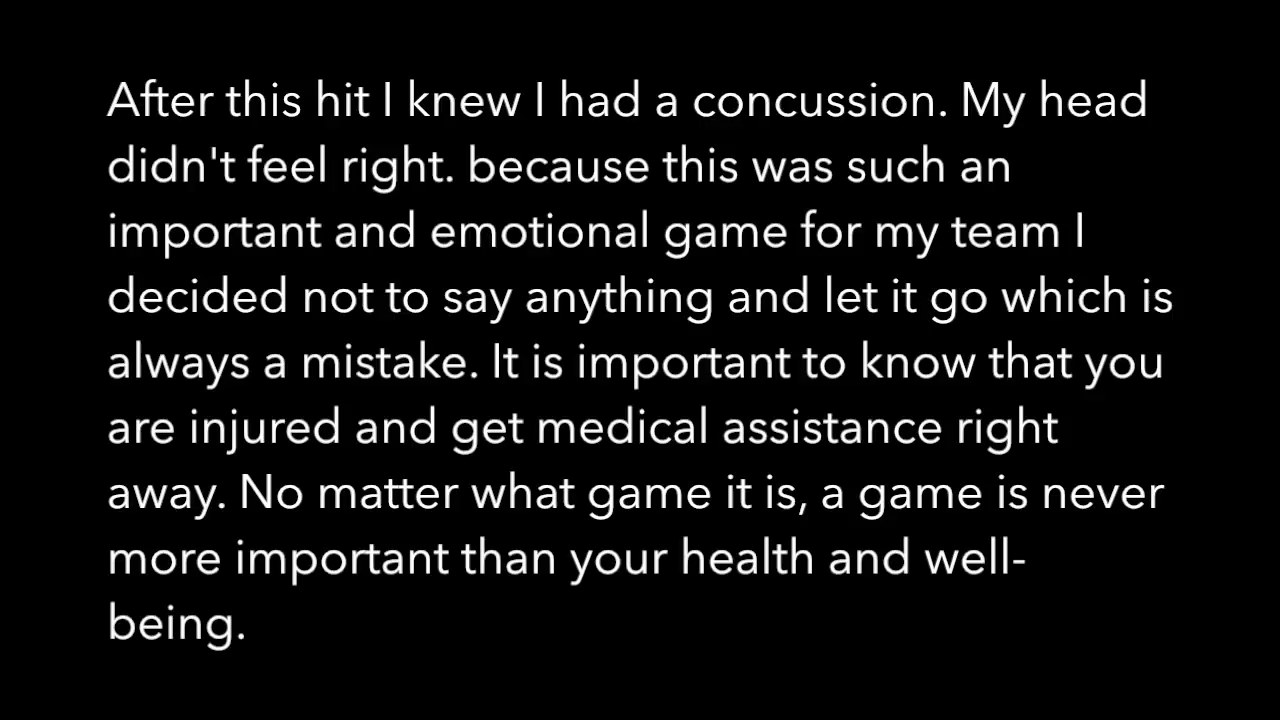 After this hit I knew I had a concussion. My head
didn't feel right. because this was such an
important and emotional game for my team I
decided not to say anything and let it go which is
always a mistake. It is important to know that you
are injured and get medical assistance right
away. No matter what game it is, a game is never
more important than your health and well-
being.